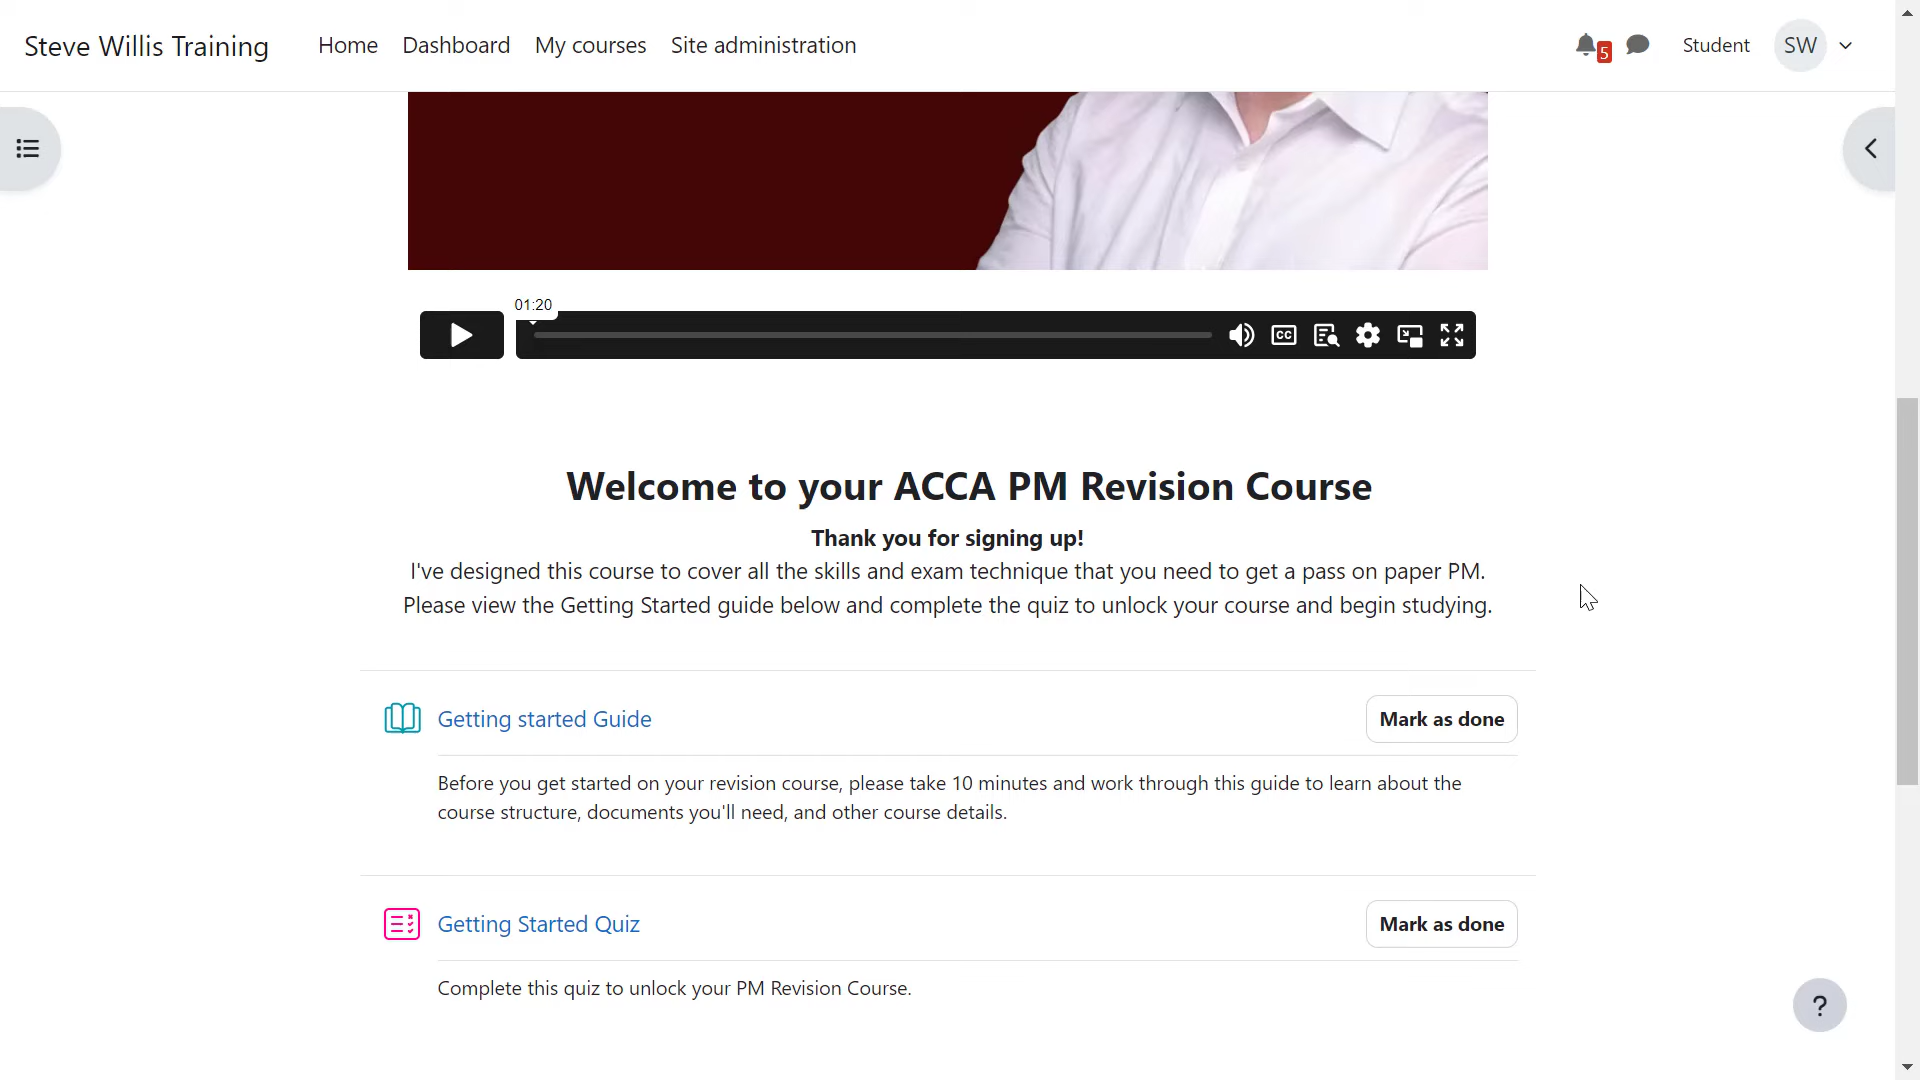 Steve Willis Training
Home
Dashboard
My courses
Site administration
5
Student
SW
01:20
CC
Welcome to your ACCA PM Revision Course
Thank you for signing up!
I've designed this course to cover all the skills and exam technique that you need to get a pass on paper PM.
Please view the Getting Started guide below and complete the quiz to unlock your course and begin studying.
Getting started Guide
Mark as done
Before you get started on your revision course, please take 10 minutes and work through this guide to learn about the
course structure, documents you'll need, and other course details.
Getting Started Quiz
Mark as done
Complete this quiz to unlock your PM Revision Course.
?